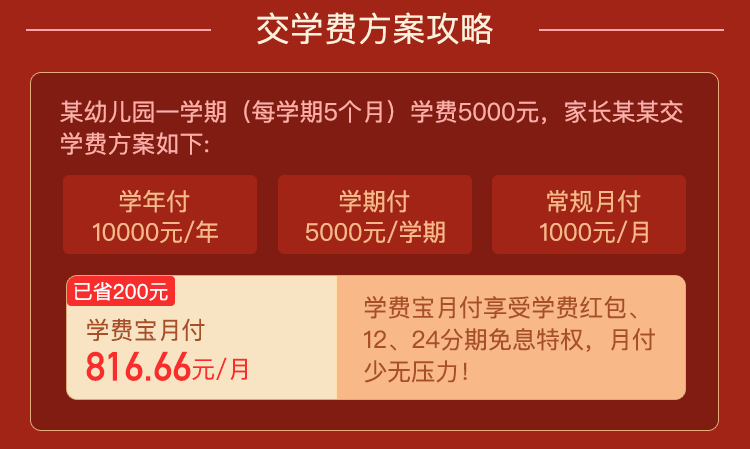 交学费方案攻略
某幼儿园一学期（每学期5个月）学费5000元，家长某某交
学费方案如下:
学年付
10000元/年
学期付
5000元/学期
常规月付
1000元/月
已省200元
学费宝月付
816.66元/月
学费宝月付享受学费红包、
12、24分期免息特权，月付
少无压力！